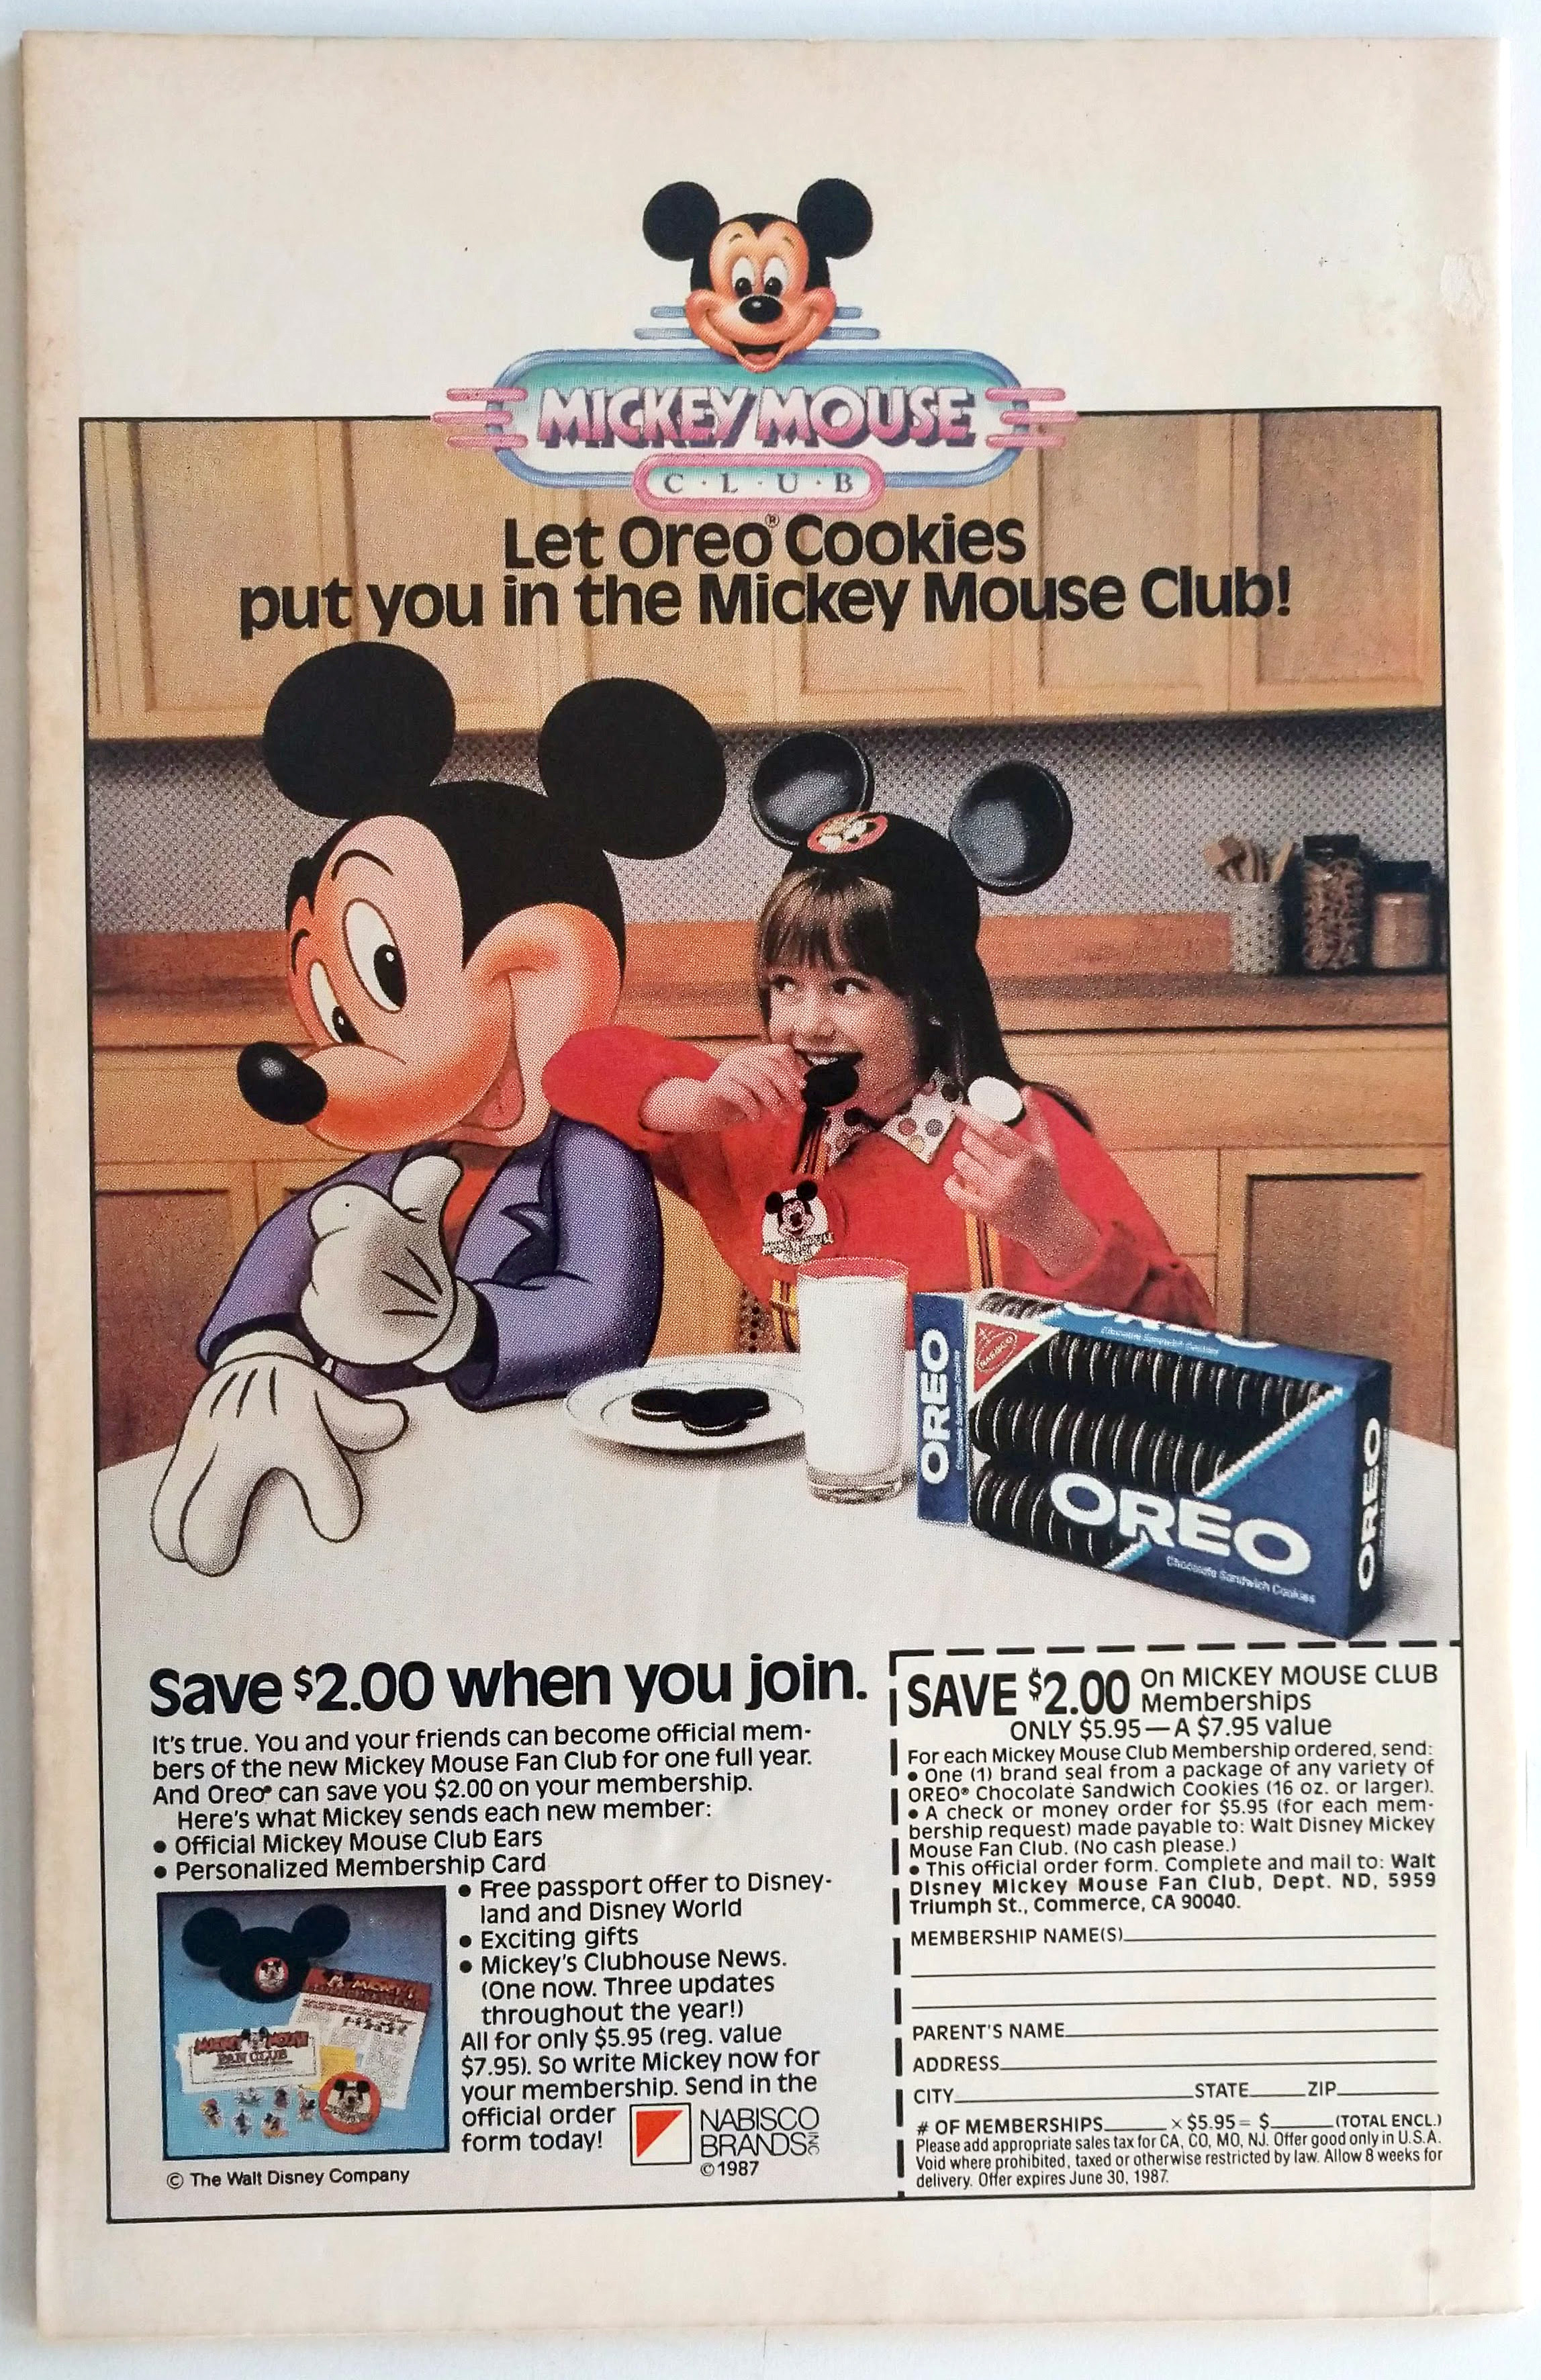 MICKEY MOUSE
C·L·U·B
Let Oreo® Cookies
put you in the Mickey Mouse Club!
NABISCO
OREO
Chocolate Sandwich Cookies
OREO
Chocolate Sandwich Cookies
OREO
Save $2.00 when you join.
It's true. You and your friends can become official mem-
bers of the new Mickey Mouse Fan Club for one full year.
And Oreo® can save you $2.00 on your membership.
Here's what Mickey sends each new member:
• Official Mickey Mouse Club Ears
• Personalized Membership Card
• Free passport offer to Disney-
land and Disney World
• Exciting gifts
• Mickey's Clubhouse News.
(One now. Three updates
throughout the year!)
All for only $5.95 (reg. value
$7.95). So write Mickey now for
your membership. Send in the
official order
form today!
MICKEY MOUSE
FAN CLUB
NABISCO
BRANDS INC
©1987
© The Walt Disney Company
SAVE $2.00 On MICKEY MOUSE CLUB
Memberships
ONLY $5.95—A $7.95 value
For each Mickey Mouse Club Membership ordered, send:
• One (1) brand seal from a package of any variety of
OREO® Chocolate Sandwich Cookies (16 oz. or larger).
• A check or money order for $5.95 (for each mem-
bership request) made payable to: Walt Disney Mickey
Mouse Fan Club. (No cash please.)
• This official order form. Complete and mail to: Walt
Disney Mickey Mouse Fan Club, Dept. ND, 5959
Triumph St., Commerce, CA 90040.
MEMBERSHIP NAME(S)
PARENT'S NAME
ADDRESS
CITY STATE ZIP
# OF MEMBERSHIPS x $5.95 = $ (TOTAL ENCL.)
Please add appropriate sales tax for CA, CO, MO, NJ. Offer good only in U.S.A.
Void where prohibited, taxed or otherwise restricted by law. Allow 8 weeks for
delivery. Offer expires June 30, 1987.